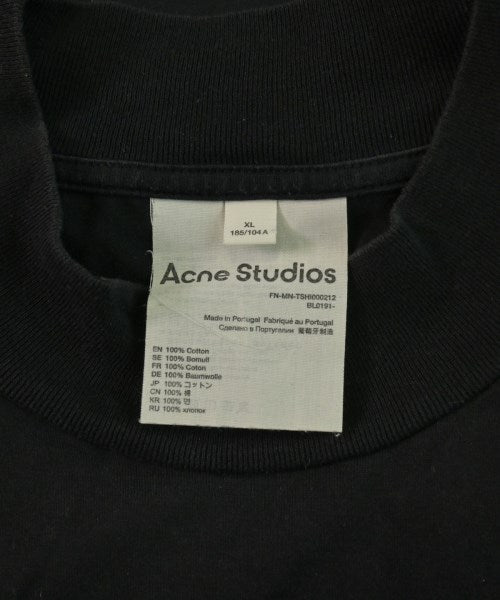 XL
185/104 A
Acne Studios
FN-MN-TSHI000212
BL0191-
Made in Portugal Fabriqué au Portugal
Сделано в Португалии 葡萄牙制造
EN 100% Cotton
SE 100% Bomull
FR 100% Coton
DE 100% Baumwolle
JP 100% コットン
CN 100% 棉
KR 100% 면
RU 100% хлопок